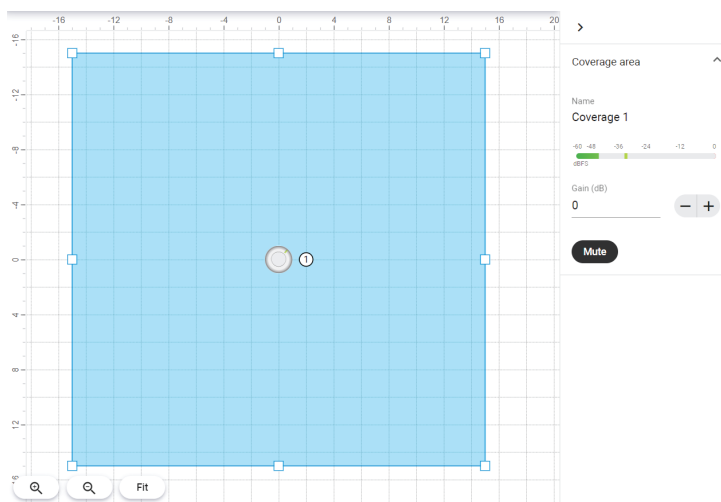 -16 -12 -8 -4 0 4 8 12 16 20
-16
-12
-8
-4
0
4
8
12
16
1
Fit
Coverage area
Name
Coverage 1
-60 -48 -36 -24 -12 0
dBFS
Gain (dB)
0
Mute